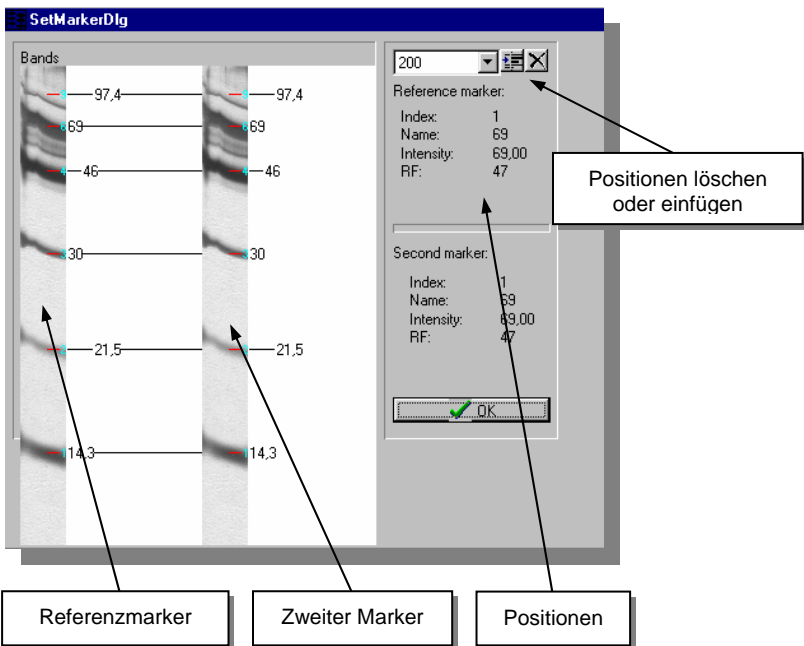 SetMarkerDlg
Bands
97,4 97,4
69 69
46 46
30 30
21,5 21,5
14,3 14,3
200
Reference marker:
Index: 1
Name: 69
Intensity: 69,00
RF: 47
Second marker:
Index: 1
Name: 69
Intensity: 69,00
RF: 47
OK
Positionen löschen
oder einfügen
Referenzmarker
Zweiter Marker
Positionen